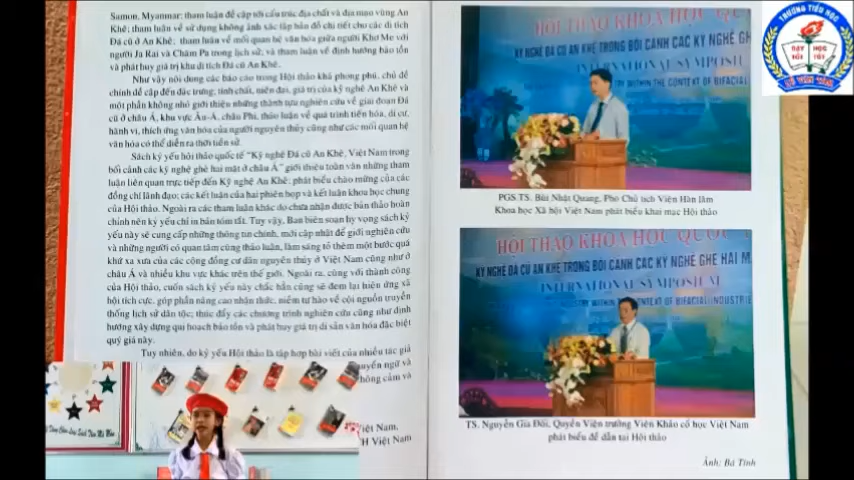 Samon, Myanmar; tham luận đề cập tới cấu trúc địa chất và địa mạo vùng An
Khê; tham luận về sử dụng không ảnh xác lập bản đồ chi tiết cho các di tích
Đá cũ ở An Khê; tham luận về mối quan hệ văn hóa giữa người Khơ Me với
người Ja Rai và Chăm Pa trong lịch sử; và tham luận về định hướng bảo tồn
và phát huy giá trị khu di tích Đá cũ An Khê.
Như vậy nội dung các báo cáo trong Hội thảo khá phong phú, chủ đề
chính đề cập đến đặc trưng, tính chất, niên đại, giá trị của kỹ nghệ An Khê và
một phần không nhỏ giới thiệu những thành tựu nghiên cứu về giai đoạn Đá
cũ ở châu Á, khu vực Âu-Á, châu Phi, thảo luận về quá trình tiến hóa, di cư,
hành vi, thích ứng văn hóa của người nguyên thủy cũng như các mối quan hệ
văn hóa có thể diễn ra thời tiền sử.
Sách kỷ yếu hội thảo quốc tế "Kỹ nghệ Đá cũ An Khê, Việt Nam trong
bối cảnh các kỹ nghệ ghè hai mặt ở châu Á" giới thiệu toàn văn những tham
luận liên quan trực tiếp đến Kỹ nghệ An Khê; phát biểu chào mừng của các
đồng chí lãnh đạo; các kết luận của hai phiên họp và kết luận khoa học chung
của Hội thảo. Ngoài ra các tham luận khác do chưa nhận được bản thảo hoàn
chỉnh nên kỷ yếu chỉ in bản tóm tắt. Tuy vậy, Ban biên soạn hy vọng sách kỷ
yếu này sẽ cung cấp những thông tin chính, mới cập nhật để giới nghiên cứu
và những người có quan tâm cùng thảo luận, làm sáng tỏ thêm một bước quá
khứ xa xưa của các cộng đồng cư dân nguyên thủy ở Việt Nam cũng như ở
châu Á và nhiều khu vực khác trên thế giới. Ngoài ra, cùng với thành công
của Hội thảo, cuốn sách kỷ yếu này chắc hẳn cũng sẽ đem lại hiệu ứng xã
hội tích cực, góp phần nâng cao nhận thức, niềm tự hào về cội nguồn truyền
thống lịch sử dân tộc; thúc đẩy các chương trình nghiên cứu cũng như định
hướng xây dựng qui hoạch bảo tồn và phát huy giá trị di sản văn hóa đặc biệt
quý giá này.
Tuy nhiên, do kỷ yếu Hội thảo là tập hợp bài viết của nhiều tác giả
HỘI THẢO KHOA HỌC QUỐC
KỸ NGHỆ ĐÁ CŨ AN KHÊ TRONG BỐI CẢNH CÁC KỸ NGHỆ GH
INTERNATIONAL SYMPOSIU
TRY WITHIN THE CONTEXT OF BIFACIAL
PGS.TS. Bùi Nhật Quang, Phó Chủ tịch Viện Hàn lâm
Khoa học Xã hội Việt Nam phát biểu khai mạc Hội thảo
HỘI THẢO KHOA HỌC QUỐC
KỸ NGHỆ ĐÁ CŨ AN KHÊ TRONG BỐI CẢNH CÁC KỸ NGHỆ GHÈ HAI M
INTERNATIONAL SYMPOSIUM
INDUSTRY WITHIN THE CONTEXT OF BIFACIAL INDUSTRIE
TS. Nguyễn Gia Đối, Quyền Viện trưởng Viện Khảo cổ học Việt Nam
phát biểu đề dẫn tại Hội thảo
Ảnh: Bá Tính
TRƯỜNG TIỂU HỌC
DẠY TỐT
HỌC TỐT
LÊ VĂN TÁM